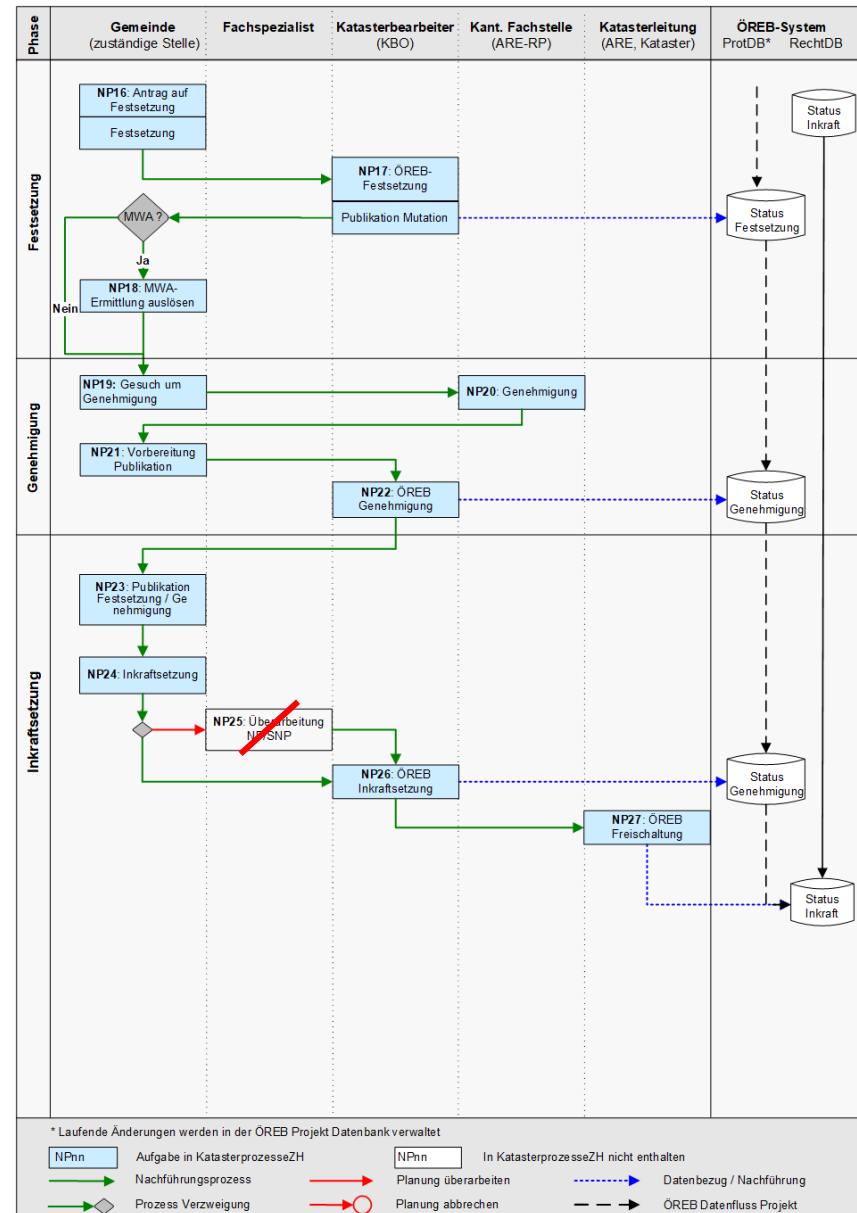 Phase
Gemeinde
(zuständige Stelle)
Fachspezialist
Katasterbearbeiter
(KBO)
Kant. Fachstelle
(ARE-RP)
Katasterleitung
(ARE, Kataster)
ÖREB-System
ProtDB* RechtDB
Festsetzung
NP16: Antrag auf
Festsetzung
Festsetzung
Status
Inkraft
NP17: ÖREB-
Festsetzung
Publikation Mutation
MWA ?
Status
Festsetzung
Ja
Nein
NP18: MWA-
Ermittlung auslösen
Genehmigung
NP19: Gesuch um
Genehmigung
NP20: Genehmigung
NP21: Vorbereitung
Publikation
NP22: ÖREB
Genehmigung
Status
Genehmigung
Inkraftsetzung
NP23: Publikation
Festsetzung / Ge
nehmigung
NP24: Inkraftsetzung
NP25: Überarbeitung
NP/SNP
NP26: ÖREB
Inkraftsetzung
Status
Genehmigung
NP27: ÖREB
Freischaltung
Status
Inkraft
* Laufende Änderungen werden in der ÖREB Projekt Datenbank verwaltet
NPnn Aufgabe in KatasterprozesseZH NPnn In KatasterprozesseZH nicht enthalten
Nachführungsprozess Planung überarbeiten Datenbezug / Nachführung
Prozess Verzweigung Planung abbrechen ÖREB Datenfluss Projekt